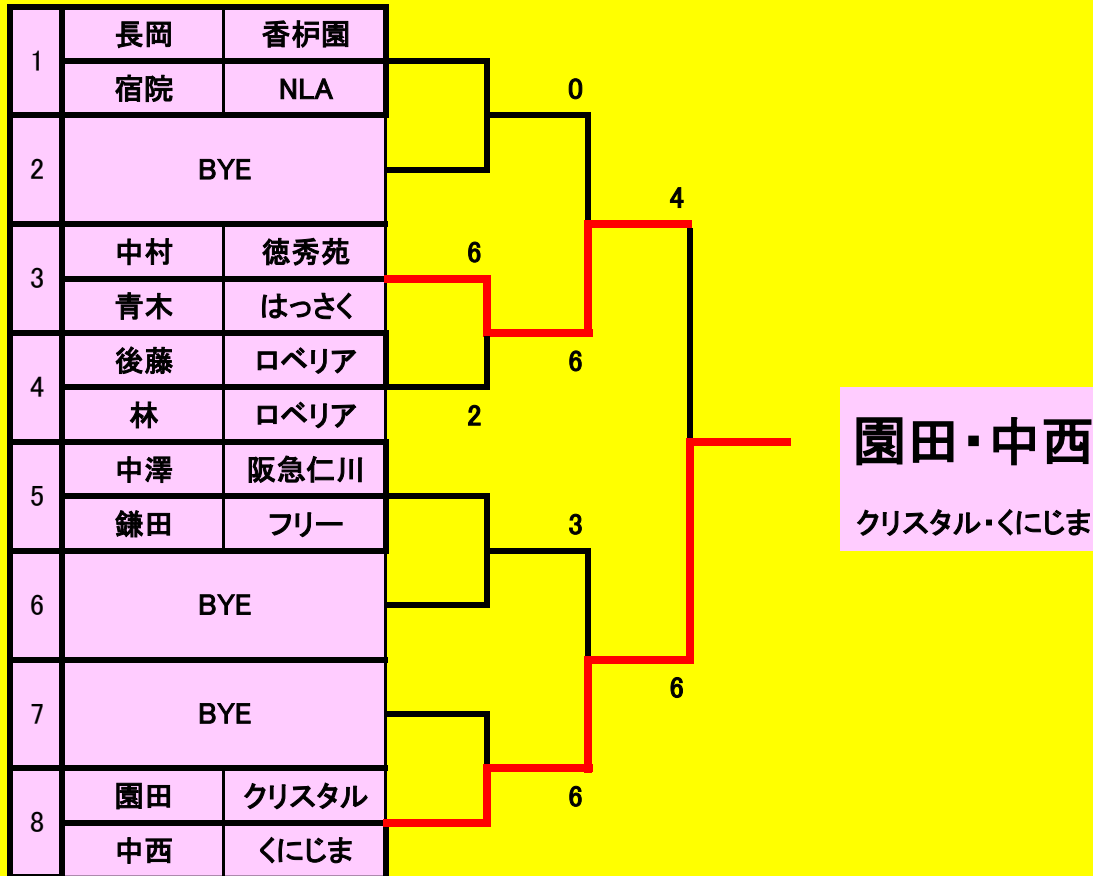 1 長岡 香枦園
宿院 NLA
0
2 BYE
4
3 中村 徳秀苑
6
青木 はっさく
4 後藤 ロベリア
6
林 ロベリア
2
園田・中西
5 中澤 阪急仁川
鎌田 フリー
3
クリスタル・くにじま
6 BYE
6
7 BYE
8 園田 クリスタル
6
中西 くにじま